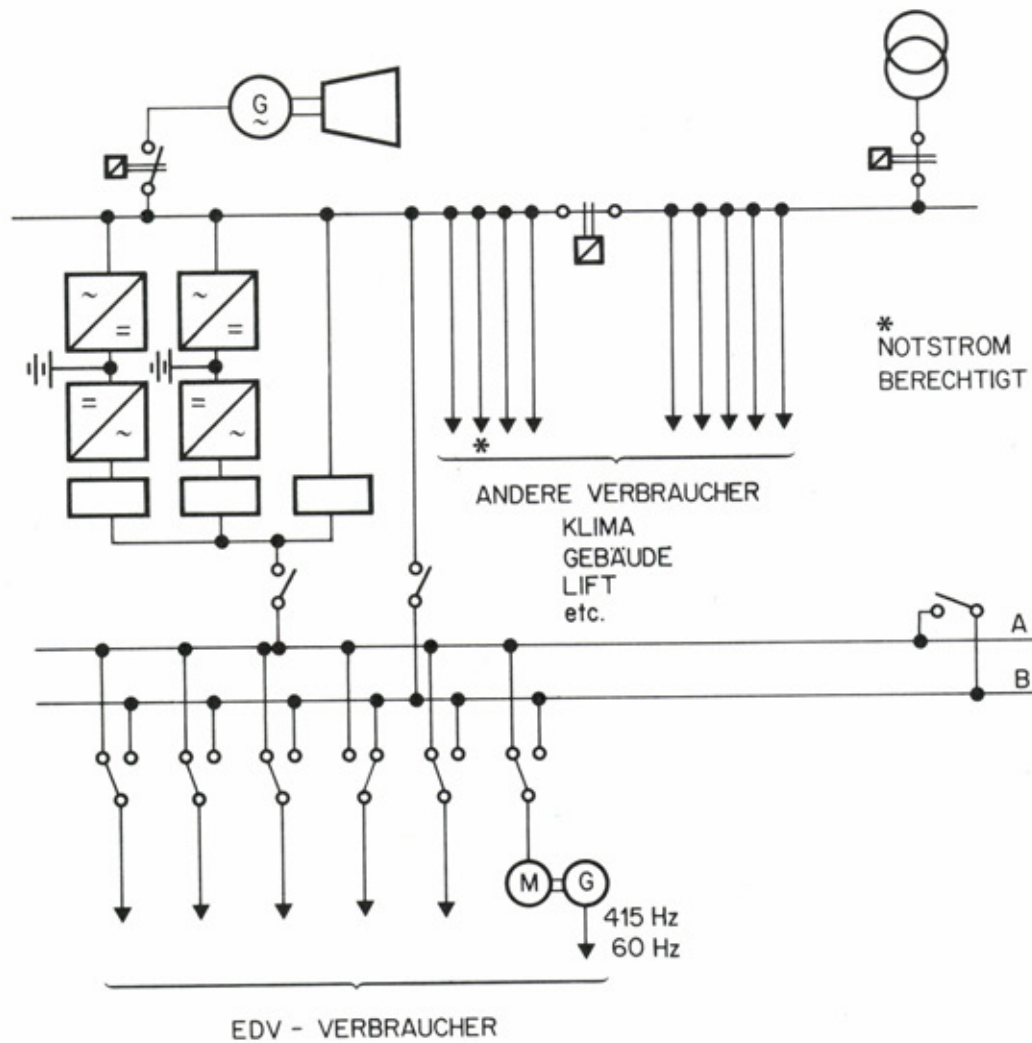 G
~
~
=
~
=
=
~
=
~
*
NOTSTROM
BERECHTIGT
*
ANDERE VERBRAUCHER
KLIMA
GEBÄUDE
LIFT
etc.
A
B
M
G
415 Hz
60 Hz
EDV - VERBRAUCHER